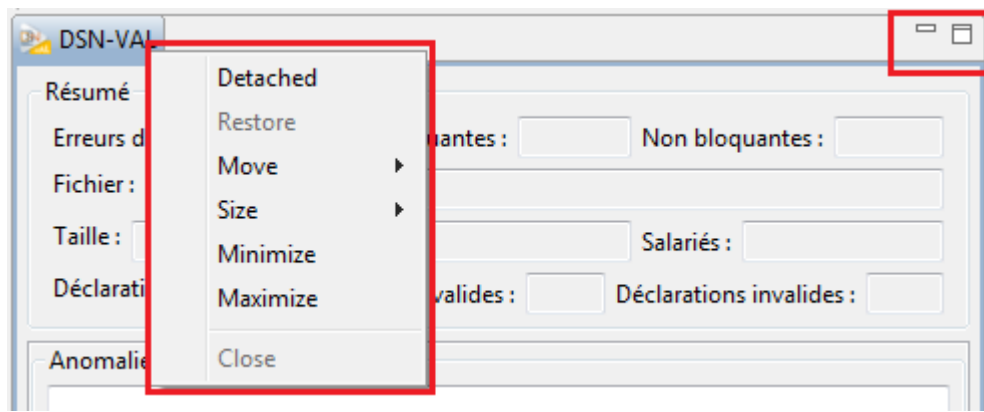 DSN-VAL
Résumé
Erreurs d
uantes :
Non bloquantes :
Fichier :
Taille :
Salariés :
Déclarati
valides :
Déclarations invalides :
Anomalie
Detached
Restore
Move
Size
Minimize
Maximize
Close